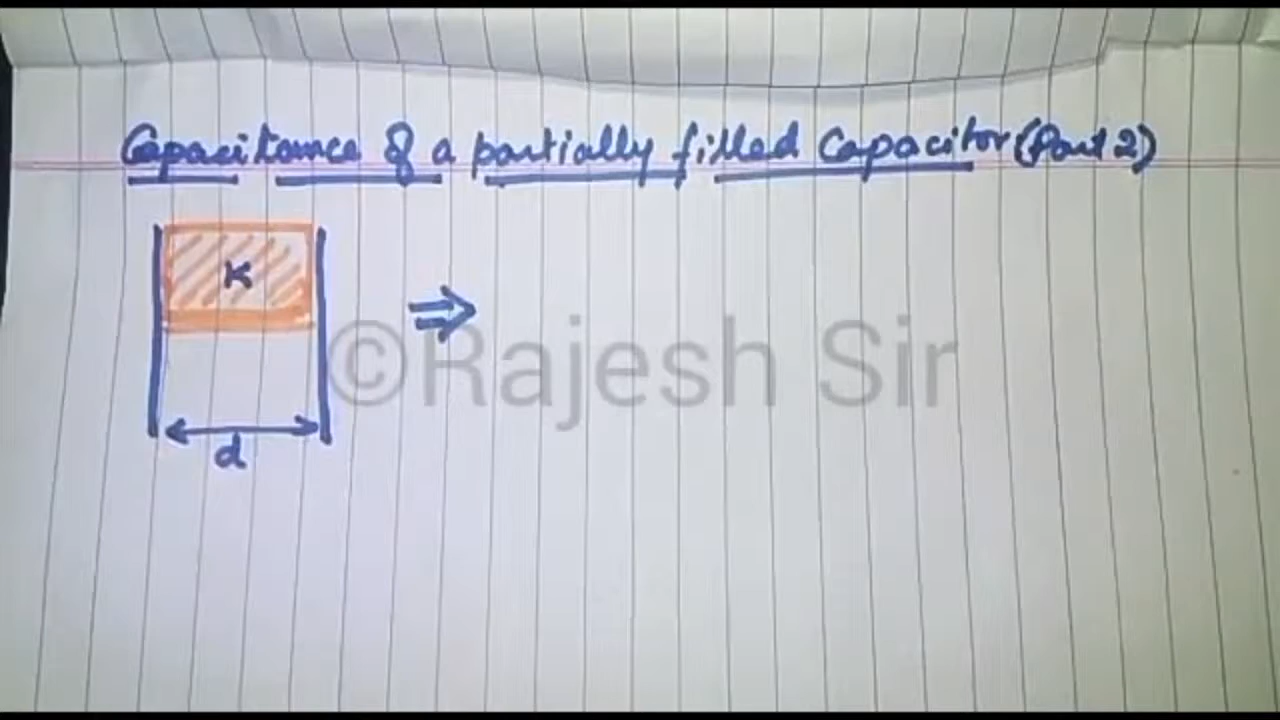 Capacitance of a partially filled Capacitor (Part 2)
K
⇒
©Rajesh Sir
d